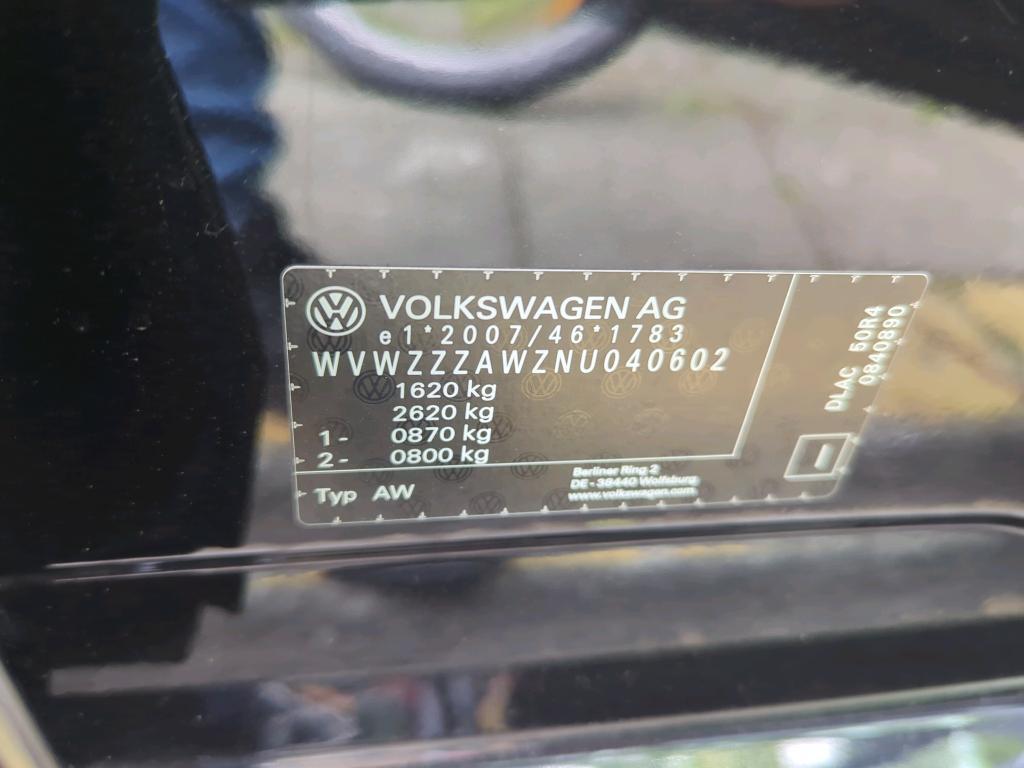 VOLKSWAGEN AG
e1*2007/46*1783
WVWZZZAWZNU040602
1620 kg
2620 kg
1- 0870 kg
2- 0800 kg
Typ AW
Berliner Ring 2
DE-38440 Wolfsburg
www.volkswagen.com
DLAC 50R4
0840890